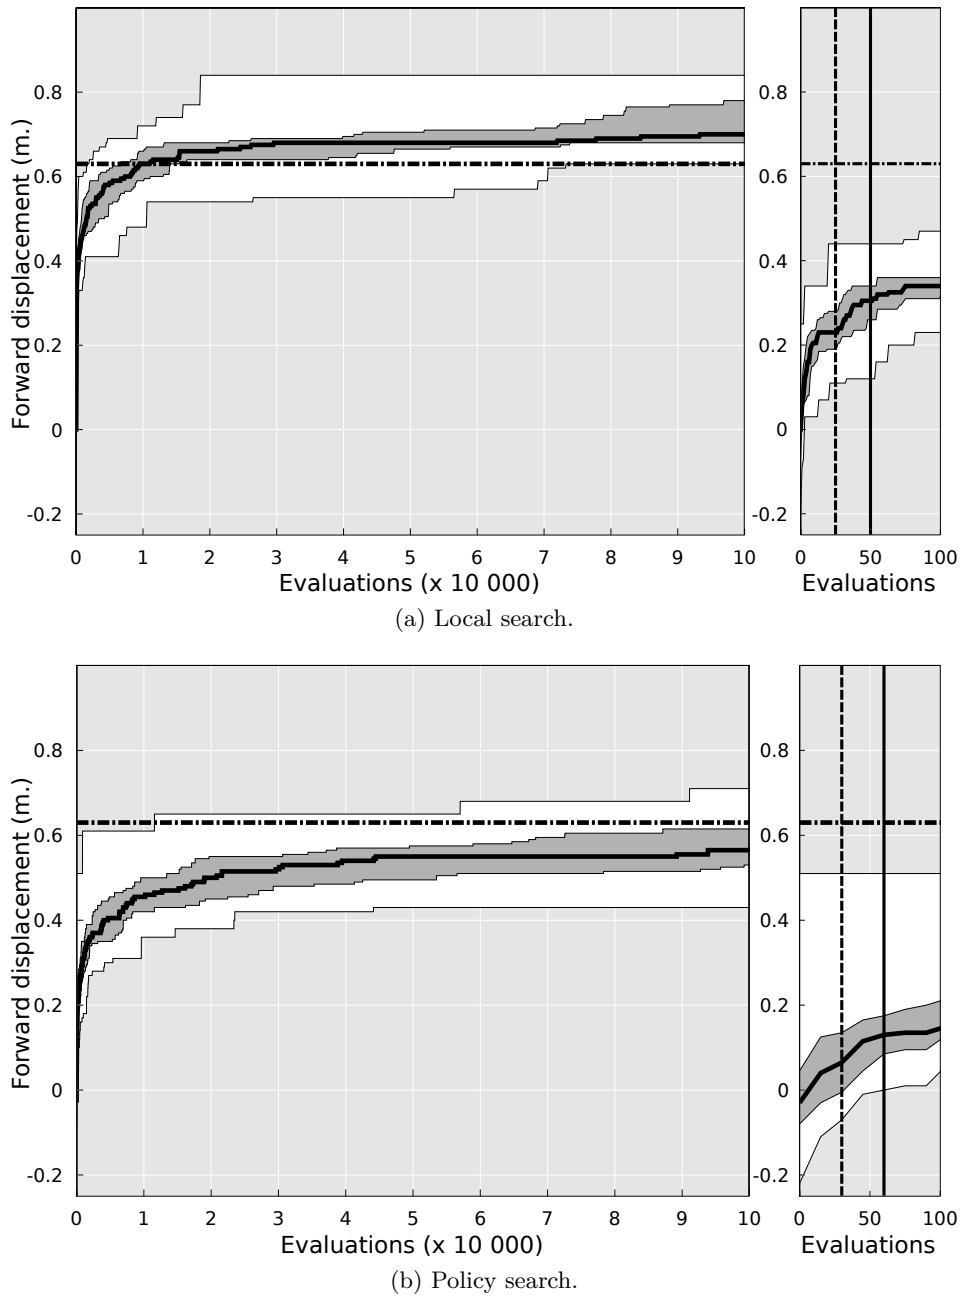 Forward displacement (m.)
0.8
0.6
0.4
0.2
0
-0.2
0 1 2 3 4 5 6 7 8 9 10
Evaluations (x 10 000)
0.8
0.6
0.4
0.2
0
-0.2
0 50 100
Evaluations
(a) Local search.
Forward displacement (m.)
0.8
0.6
0.4
0.2
0
-0.2
0 1 2 3 4 5 6 7 8 9 10
Evaluations (x 10 000)
0.8
0.6
0.4
0.2
0
-0.2
0 50 100
Evaluations
(b) Policy search.